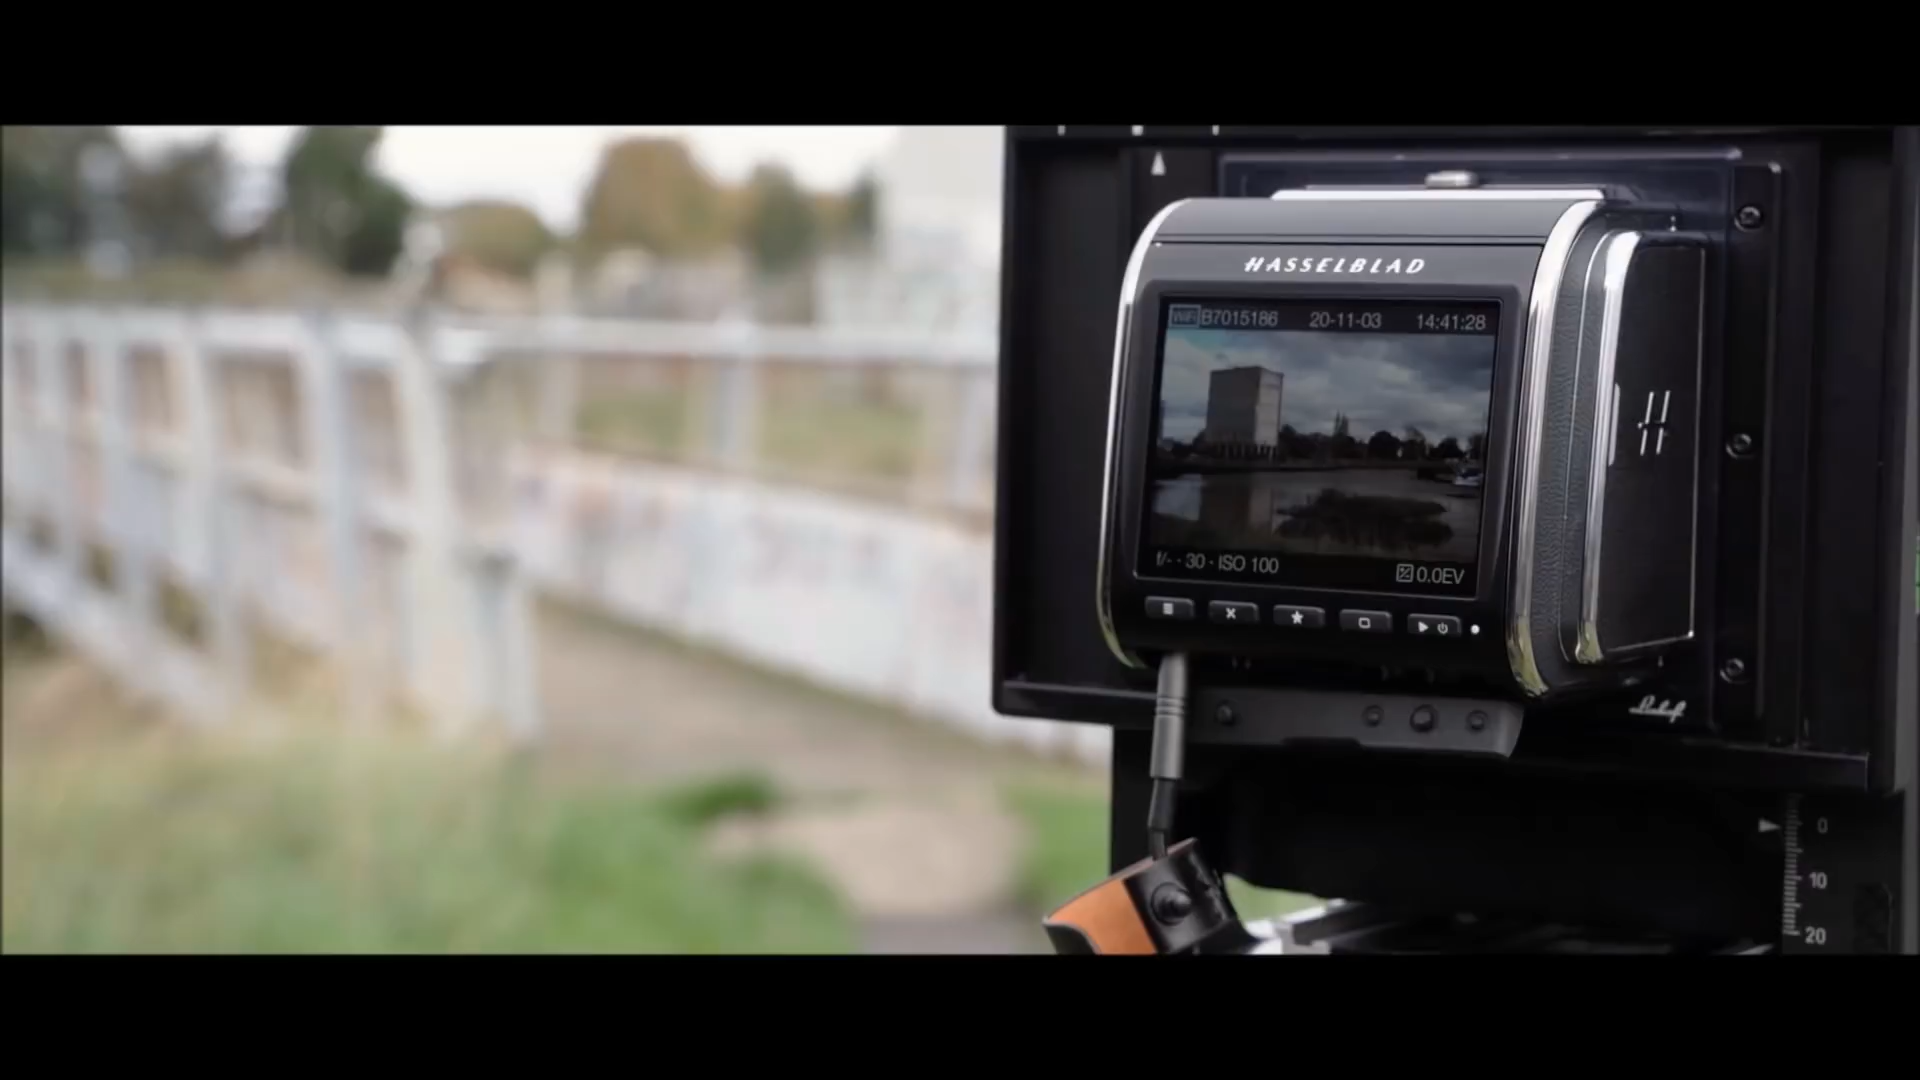 HASSELBLAD
WiFi B7015186 20-11-03 14:41:28
f/- · 30 · ISO 100 0.0EV
0
10
20